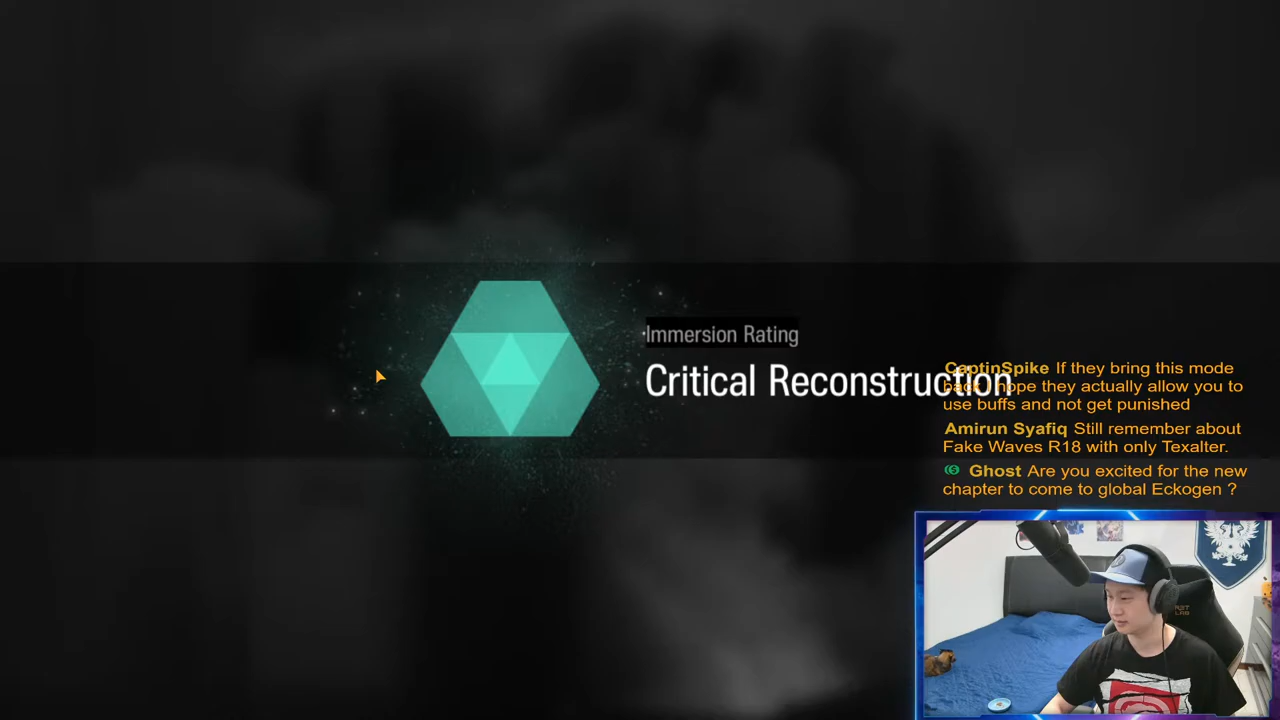 Immersion Rating
Critical Reconstruction
CaptinSpike If they bring this mode
back I hope they actually allow you to
use buffs and not get punished
Amirun Syafiq Still remember about
Fake Waves R18 with only Texalter.
Ghost Are you excited for the new
chapter to come to global Eckogen ?